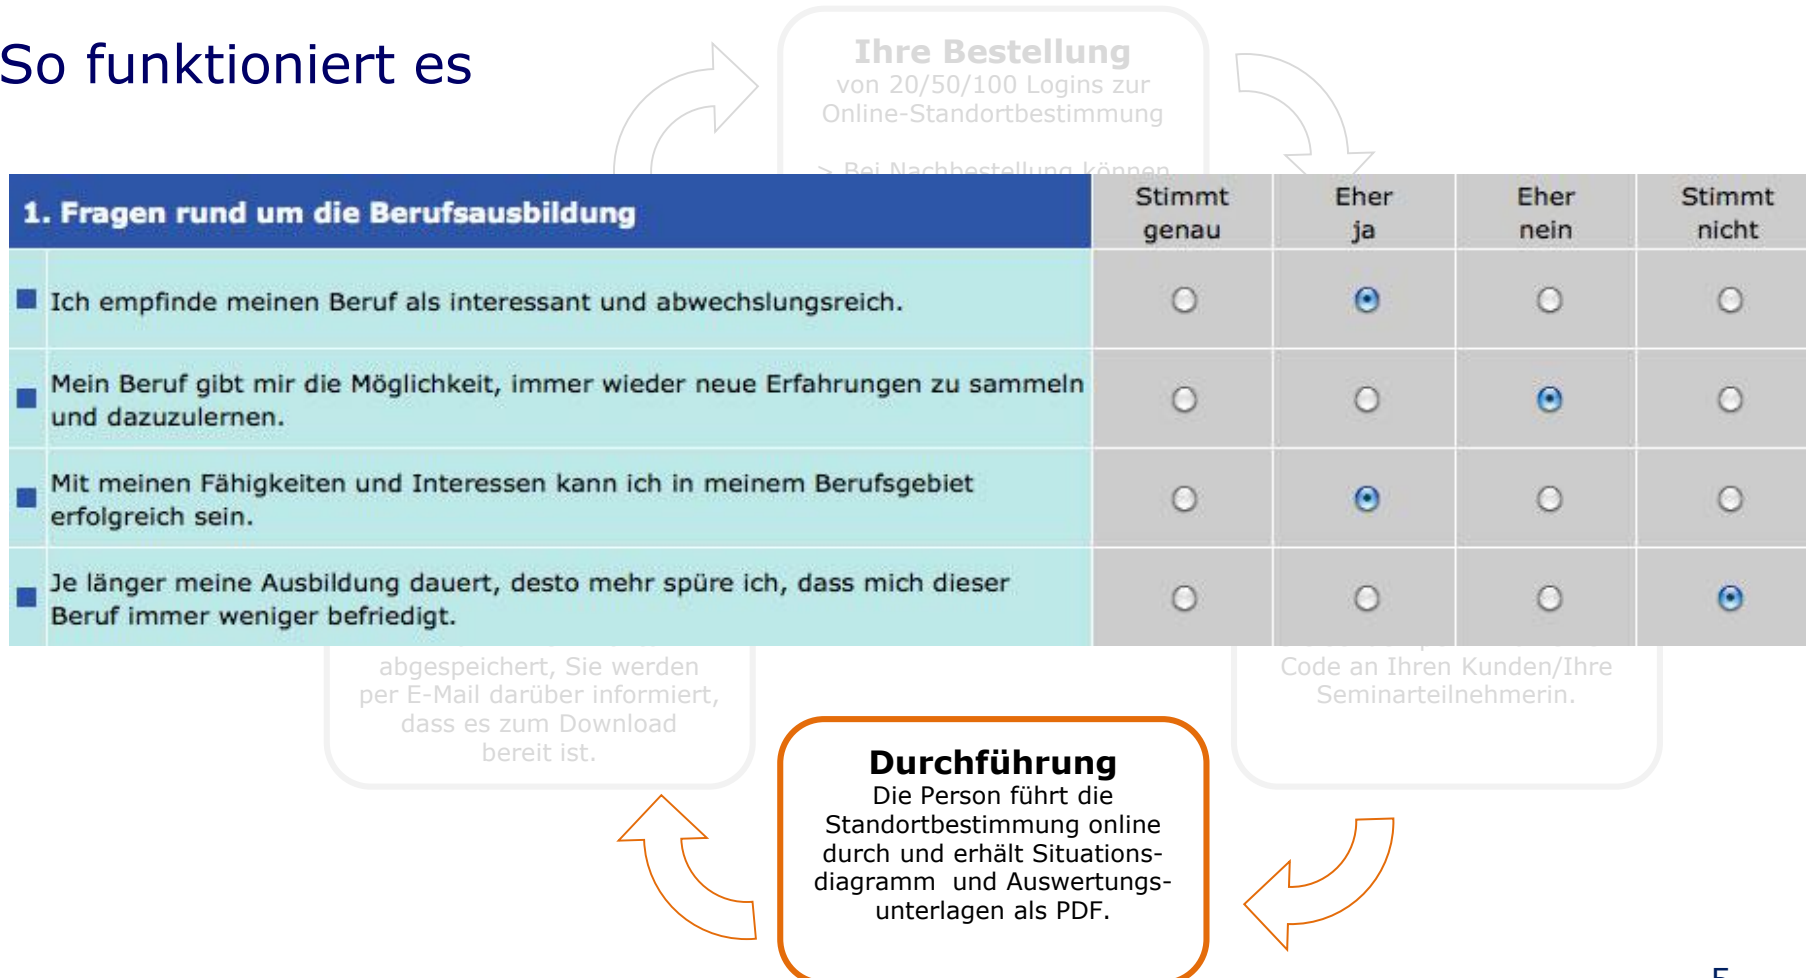 So funktioniert es
Ihre Bestellung
von 20/50/100 Logins zur
Online-Standortbestimmung
> Bei Nachbestellung können
1. Fragen rund um die Berufsausbildung
Stimmt genau
Eher ja
Eher nein
Stimmt nicht
Ich empfinde meinen Beruf als interessant und abwechslungsreich.
Mein Beruf gibt mir die Möglichkeit, immer wieder neue Erfahrungen zu sammeln
und dazuzulernen.
Mit meinen Fähigkeiten und Interessen kann ich in meinem Berufsgebiet
erfolgreich sein.
Je länger meine Ausbildung dauert, desto mehr spüre ich, dass mich dieser
Beruf immer weniger befriedigt.
abgespeichert, Sie werden
per E-Mail darüber informiert,
dass es zum Download
bereit ist.
Code an Ihren Kunden/Ihre
Seminarteilnehmerin.
Durchführung
Die Person führt die
Standortbestimmung online
durch und erhält Situations-
diagramm und Auswertungs-
unterlagen als PDF.